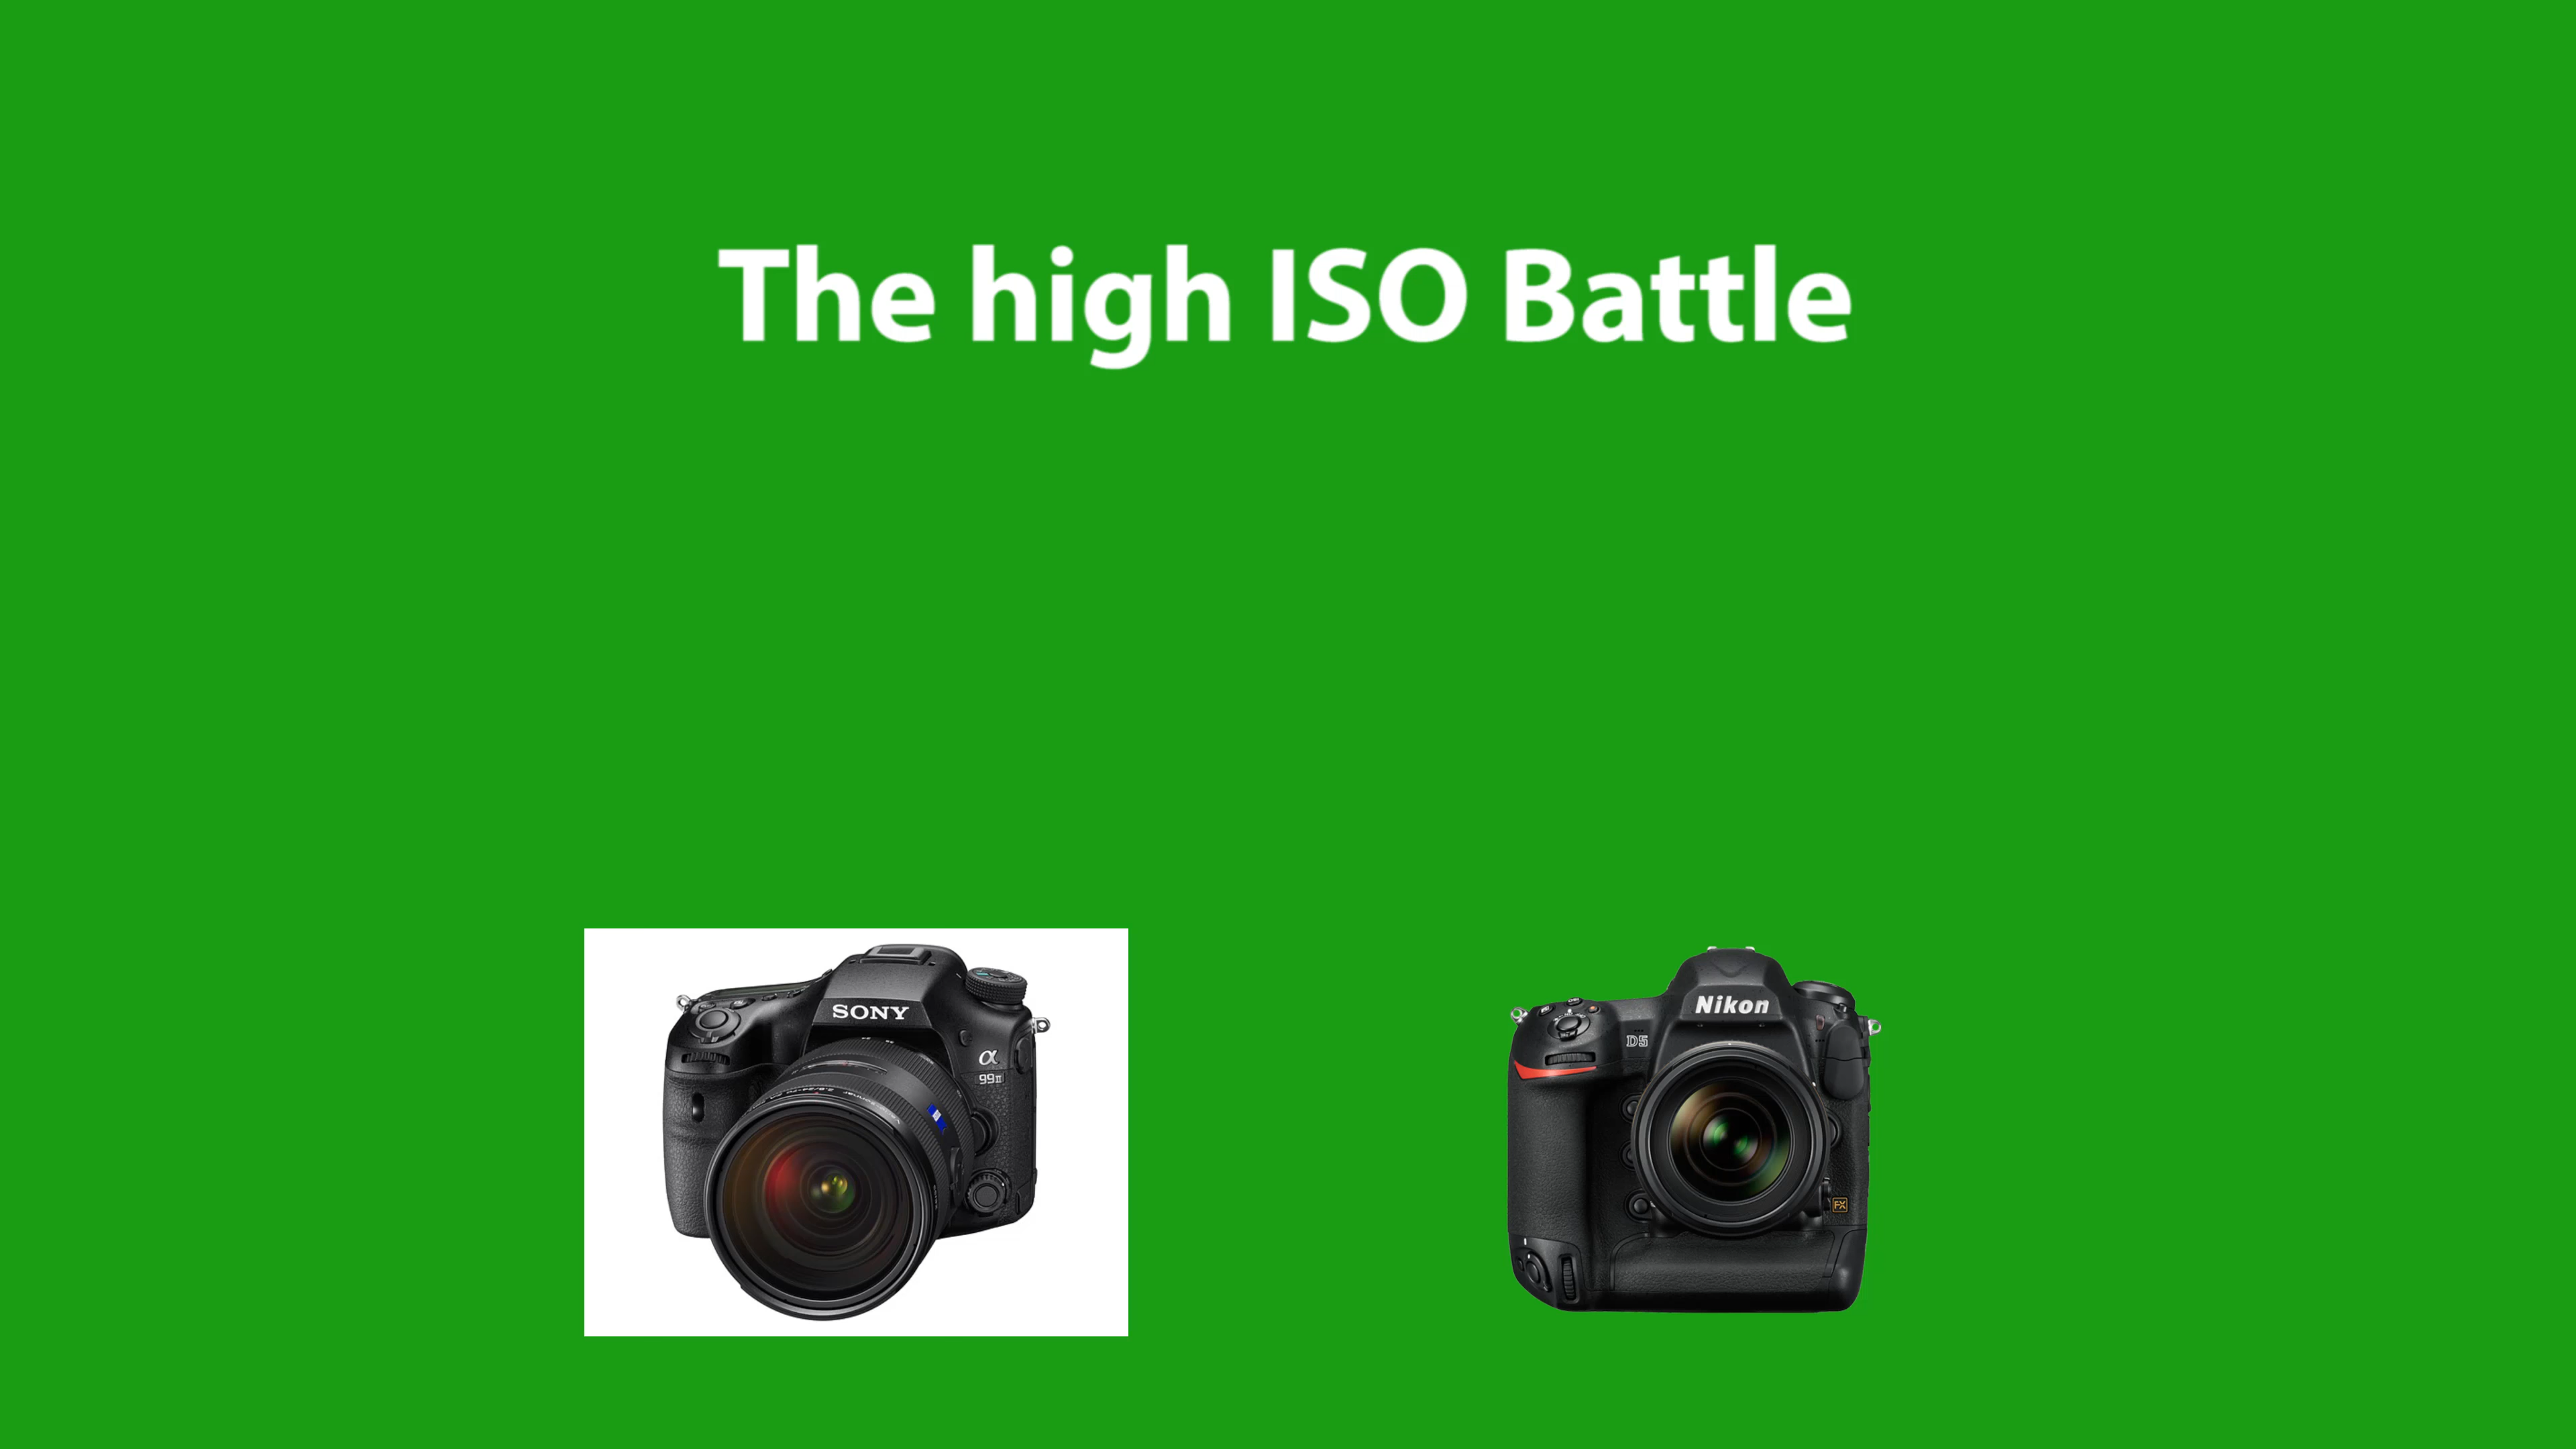 The high ISO Battle
SONY
α
99II
Nikon
D5
FX